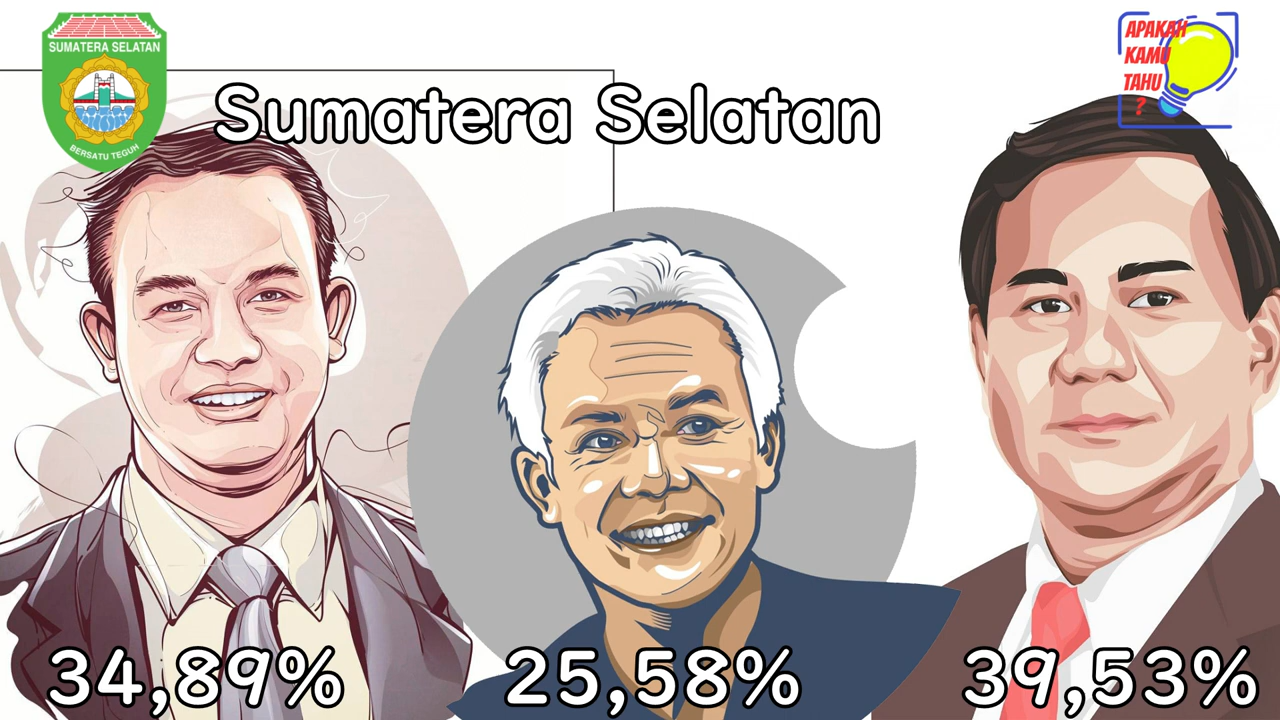 SUMATERA SELATAN
BERSATU TEGUH
Sumatera Selatan
APAKAH
KAMU
TAHU
?
34,89%
25,58%
39,53%